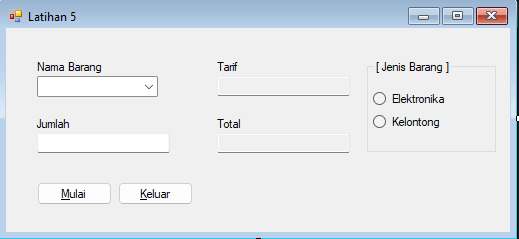 Latihan 5
Nama Barang
Tarif
[ Jenis Barang ]
Elektronika
Jumlah
Total
Kelontong
Mulai
Keluar